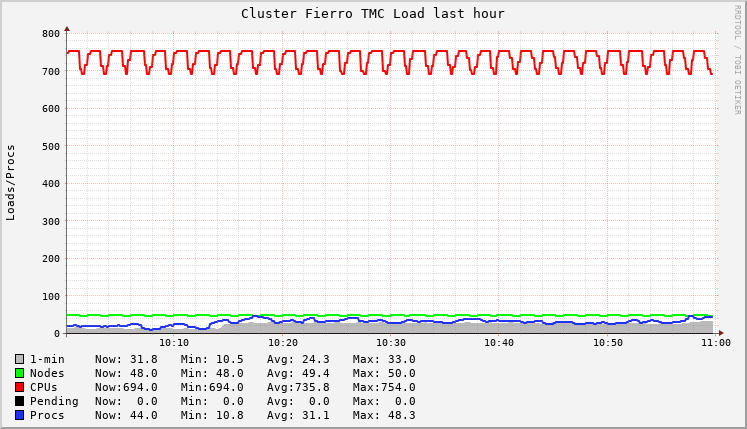 Cluster Fierro TMC Load last hour
RRDTOOL / TOBI OETIKER
Loads/Procs
800
700
600
500
400
300
200
100
0
10:10 10:20 10:30 10:40 10:50 11:00
1-min Now: 31.8 Min: 10.5 Avg: 24.3 Max: 33.0
Nodes Now: 48.0 Min: 48.0 Avg: 49.4 Max: 50.0
CPUs Now:694.0 Min:694.0 Avg:735.8 Max:754.0
Pending Now: 0.0 Min: 0.0 Avg: 0.0 Max: 0.0
Procs Now: 44.0 Min: 10.8 Avg: 31.1 Max: 48.3